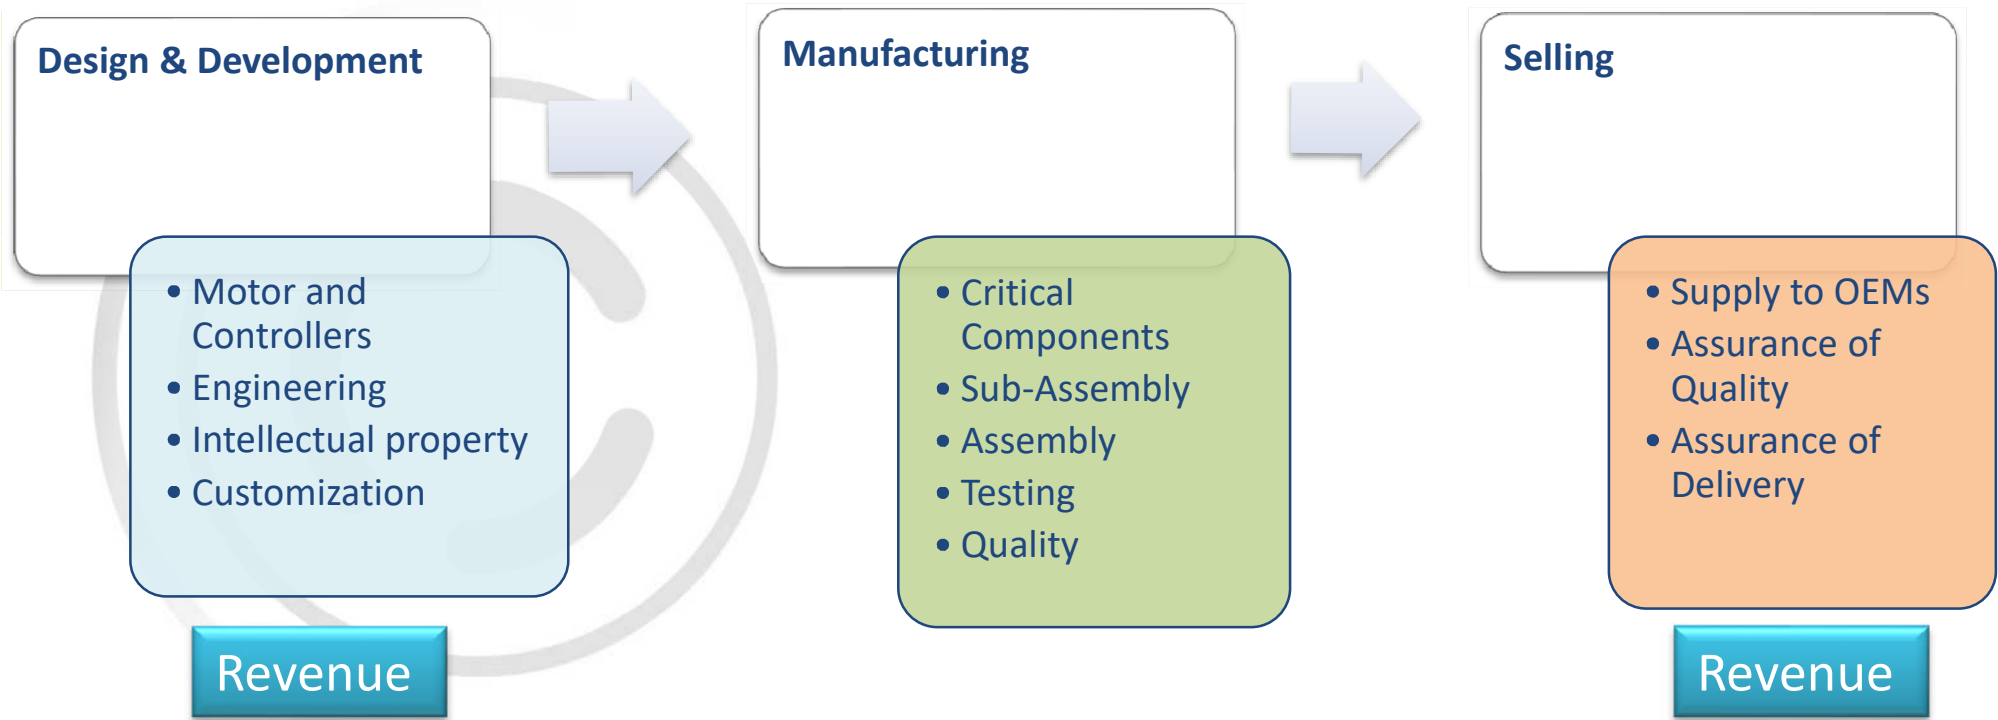 Design & Development
• Motor and
Controllers
• Engineering
• Intellectual property
• Customization
Revenue
Manufacturing
• Critical
Components
• Sub-Assembly
• Assembly
• Testing
• Quality
Selling
• Supply to OEMs
• Assurance of
Quality
• Assurance of
Delivery
Revenue